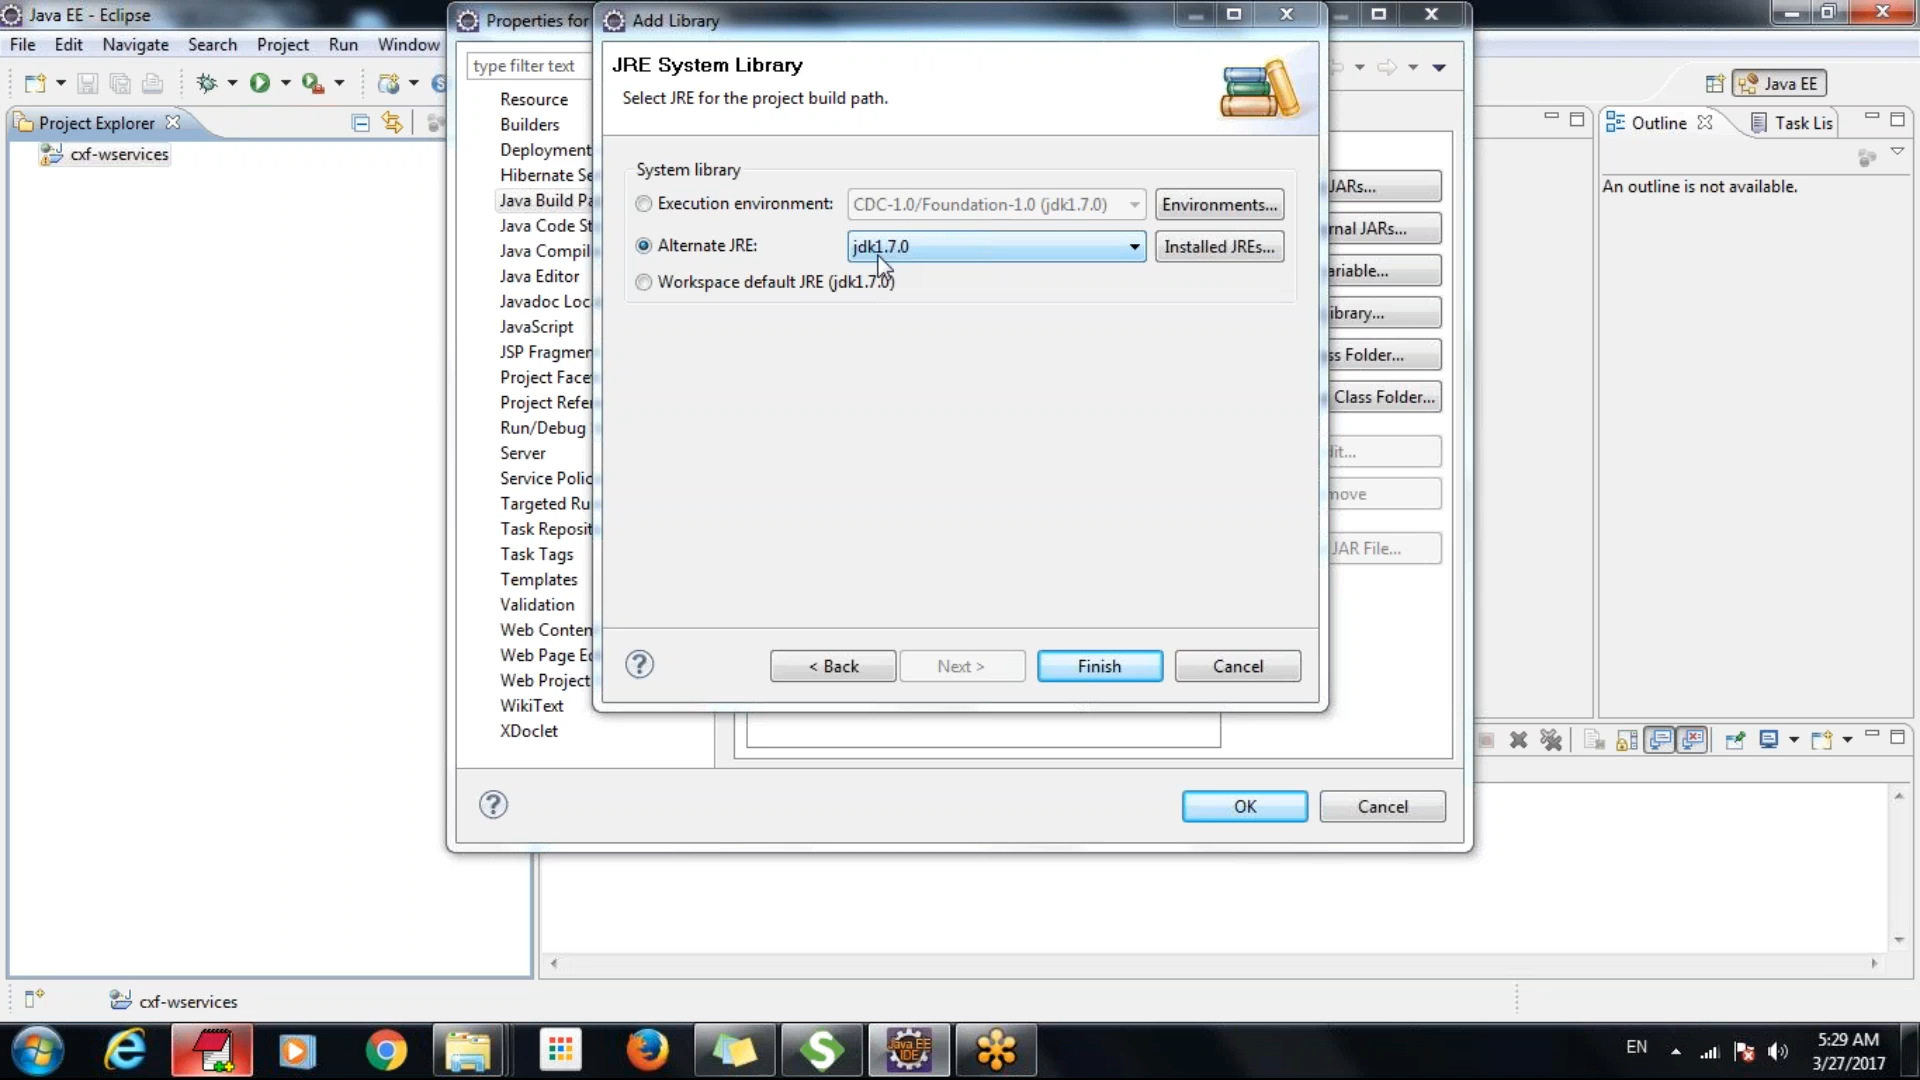 Java EE - Eclipse
File Edit Navigate Search Project Run Window
Project Explorer
cxf-wservices
Properties for
type filter text
Resource
Builders
Deployment
Hibernate Se
Java Build Pa
Java Code St
Java Compil
Java Editor
Javadoc Loc
JavaScript
JSP Fragmen
Project Face
Project Refer
Run/Debug
Server
Service Polic
Targeted Ru
Task Reposit
Task Tags
Templates
Validation
Web Conten
Web Page Ed
Web Project
WikiText
XDoclet
Add Library
JRE System Library
Select JRE for the project build path.
System library
Execution environment: CDC-1.0/Foundation-1.0 (jdk1.7.0) Environments...
Alternate JRE: jdk1.7.0 Installed JREs...
Workspace default JRE (jdk1.7.0)
< Back Next > Finish Cancel
JARs...
rnal JARs...
ariable...
ibrary...
ss Folder...
Class Folder...
dit...
move
JAR File...
OK Cancel
Java EE
Outline Task Lis
An outline is not available.
cxf-wservices
Java EE
IDE
EN
5:29 AM
3/27/2017